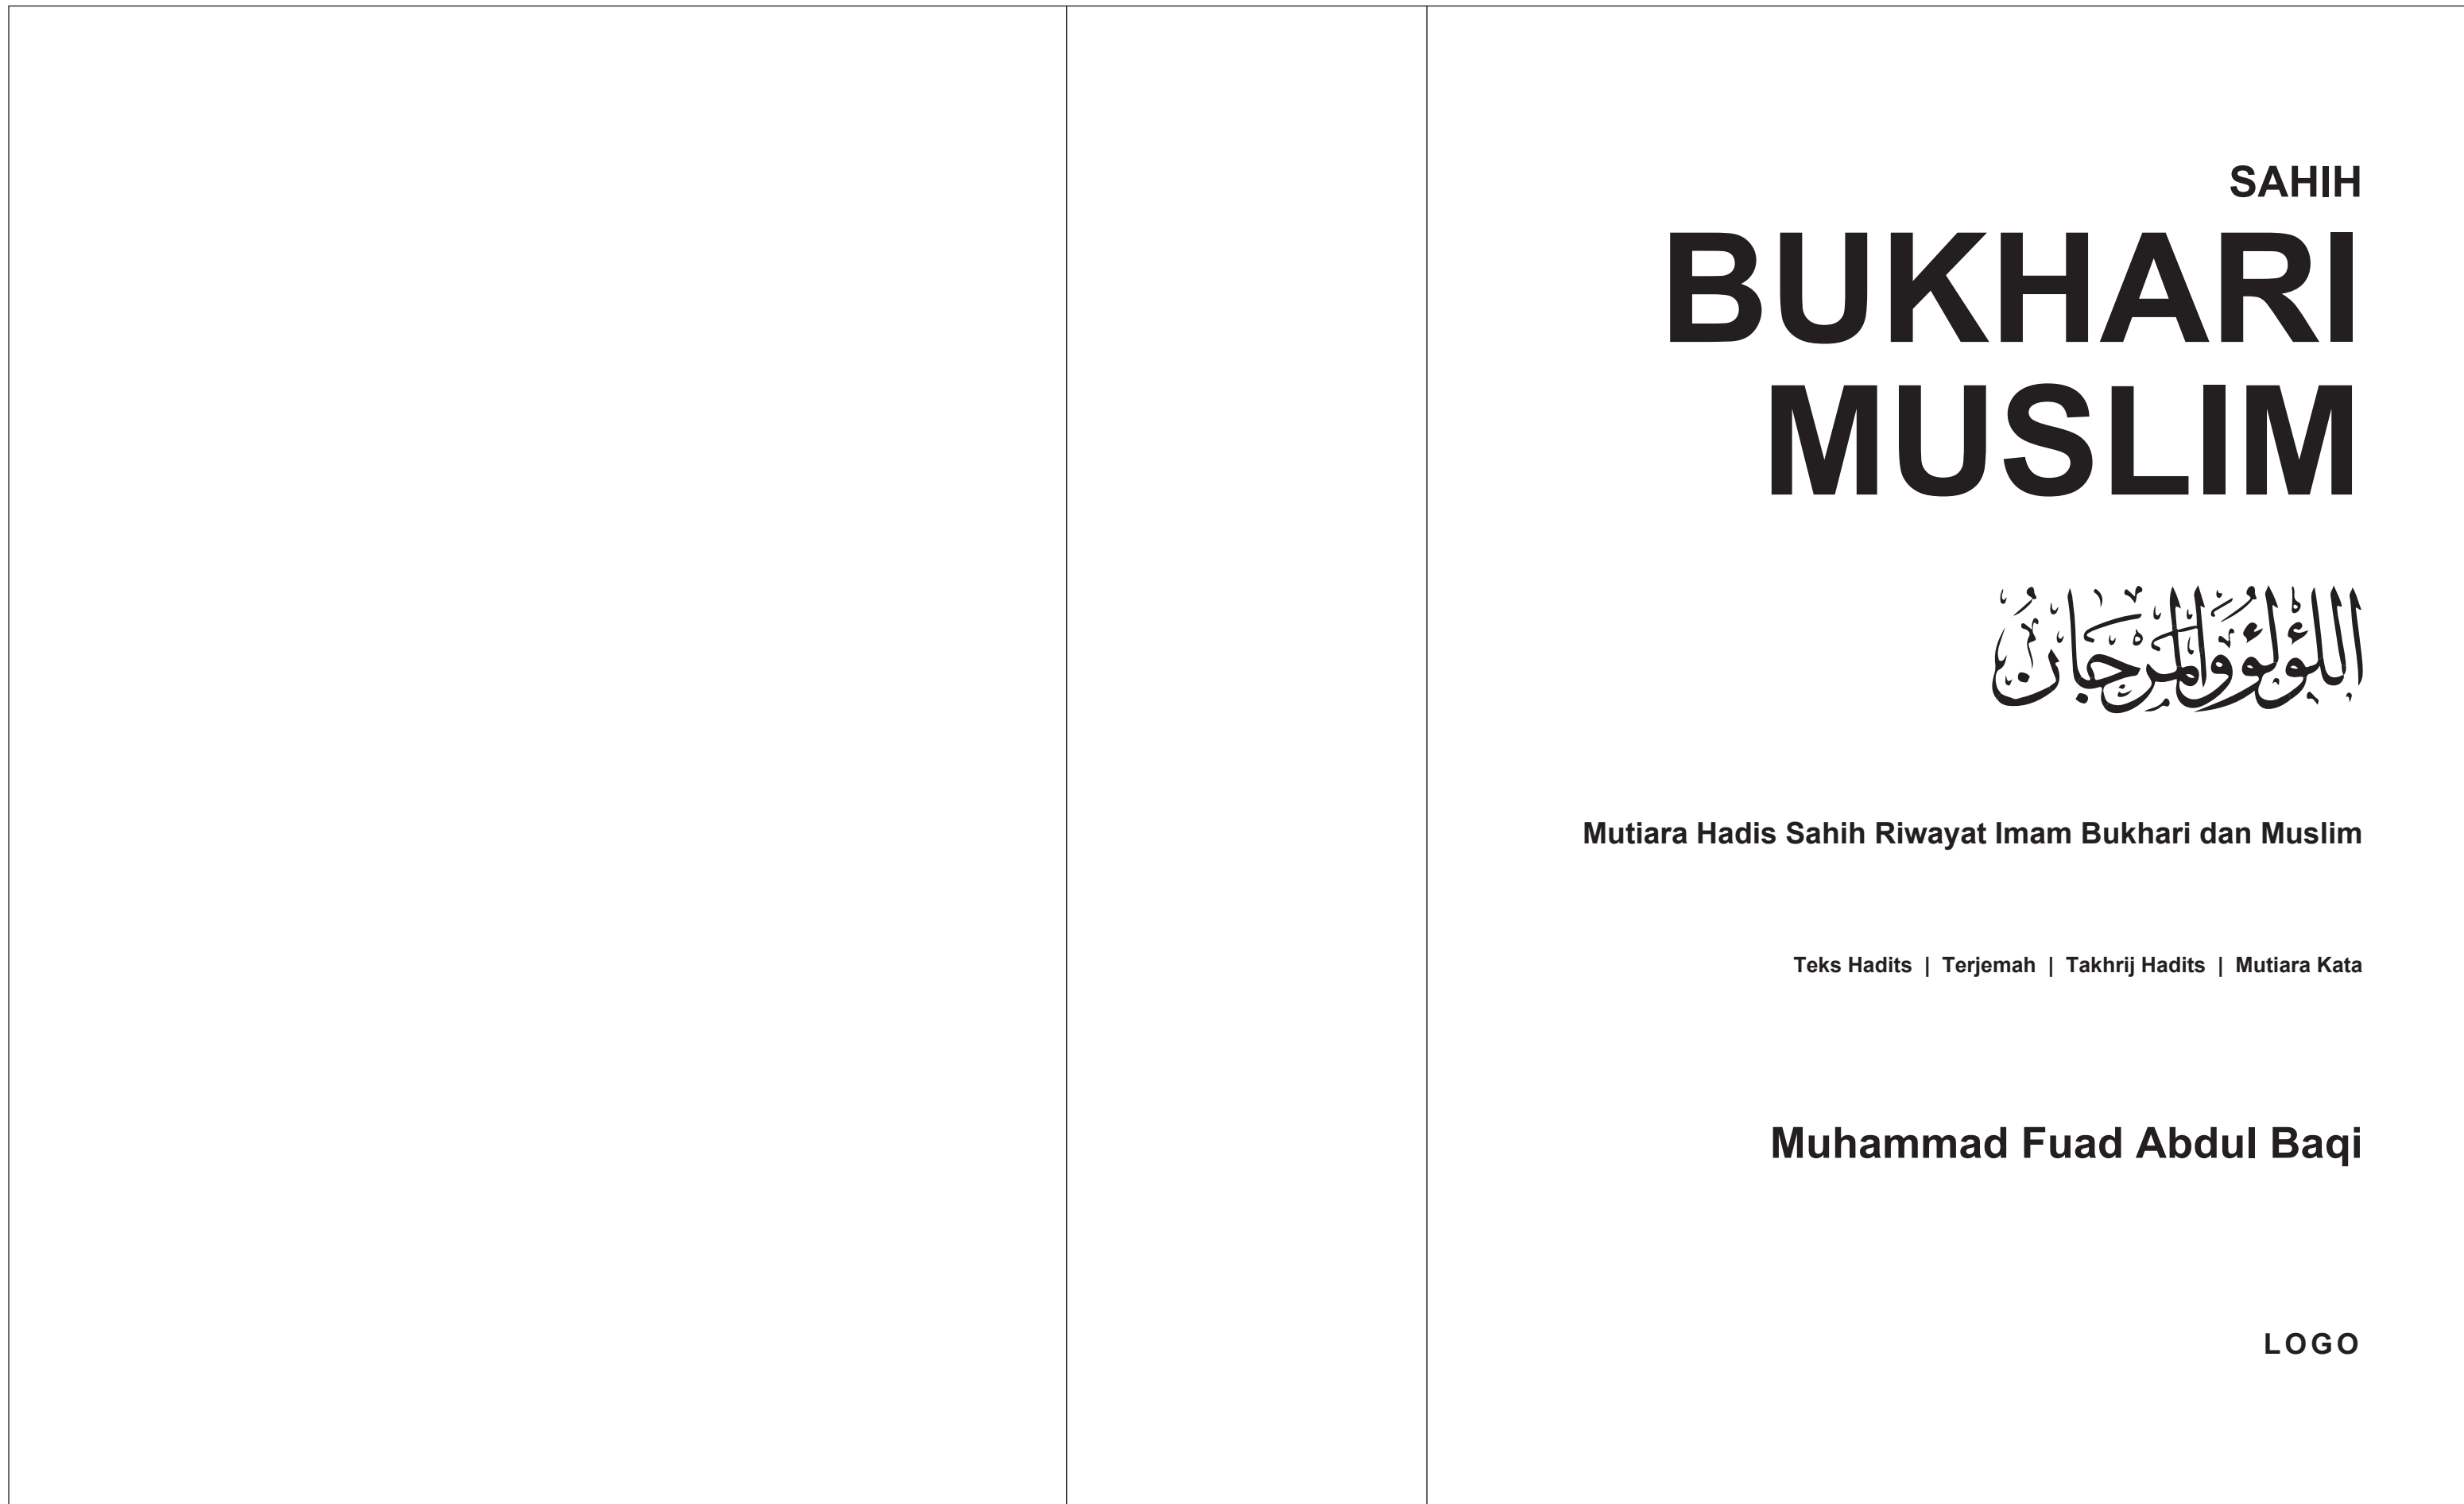 SAHIH
BUKHARI
MUSLIM
اللؤلؤ والمرجان
Mutiara Hadis Sahih Riwayat Imam Bukhari dan Muslim
Teks Hadits | Terjemah | Takhrij Hadits | Mutiara Kata
Muhammad Fuad Abdul Baqi
LOGO